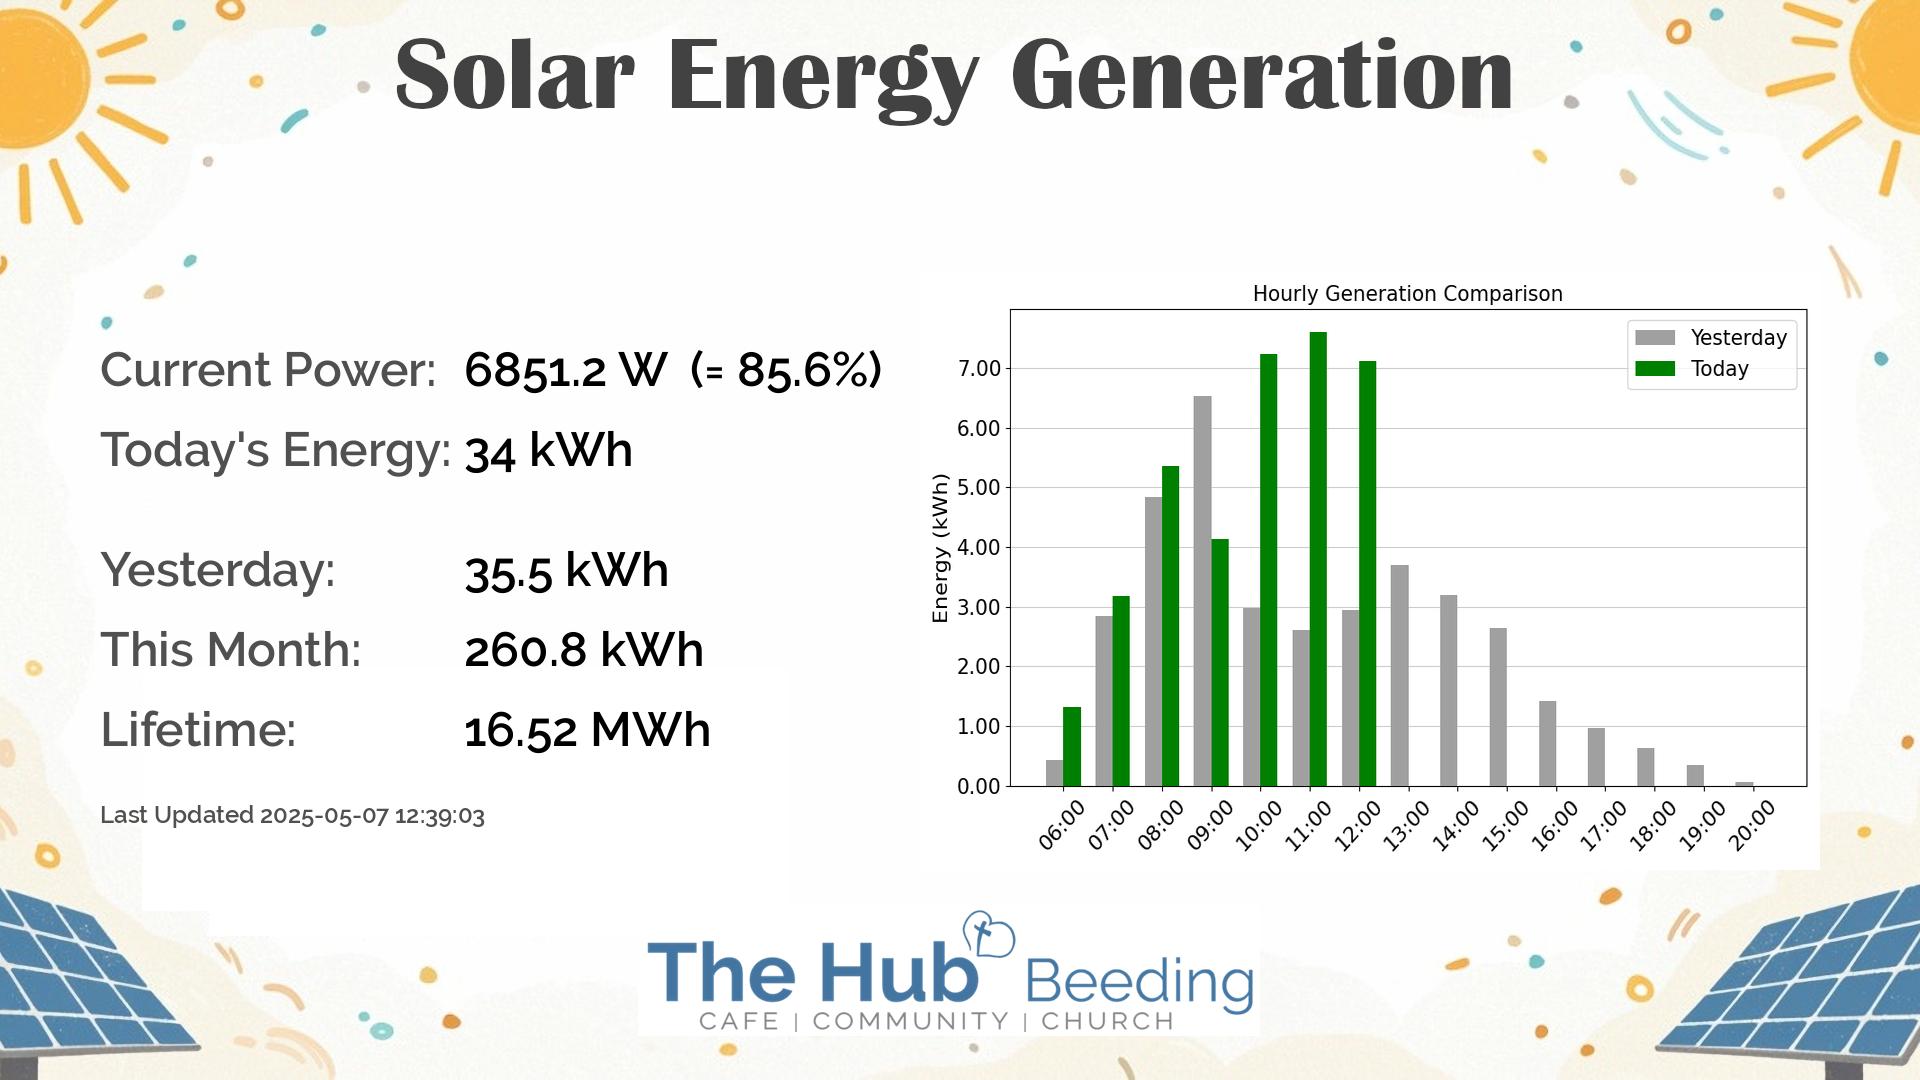 Solar Energy Generation
Current Power: 6851.2 W (= 85.6%)
Today's Energy: 34 kWh
Yesterday: 35.5 kWh
This Month: 260.8 kWh
Lifetime: 16.52 MWh
Last Updated 2025-05-07 12:39:03
Hourly Generation Comparison
Yesterday
Today
Energy (kWh)
7.00
6.00
5.00
4.00
3.00
2.00
1.00
0.00
06:00 07:00 08:00 09:00 10:00 11:00 12:00 13:00 14:00 15:00 16:00 17:00 18:00 19:00 20:00
The Hub Beeding
CAFE | COMMUNITY | CHURCH